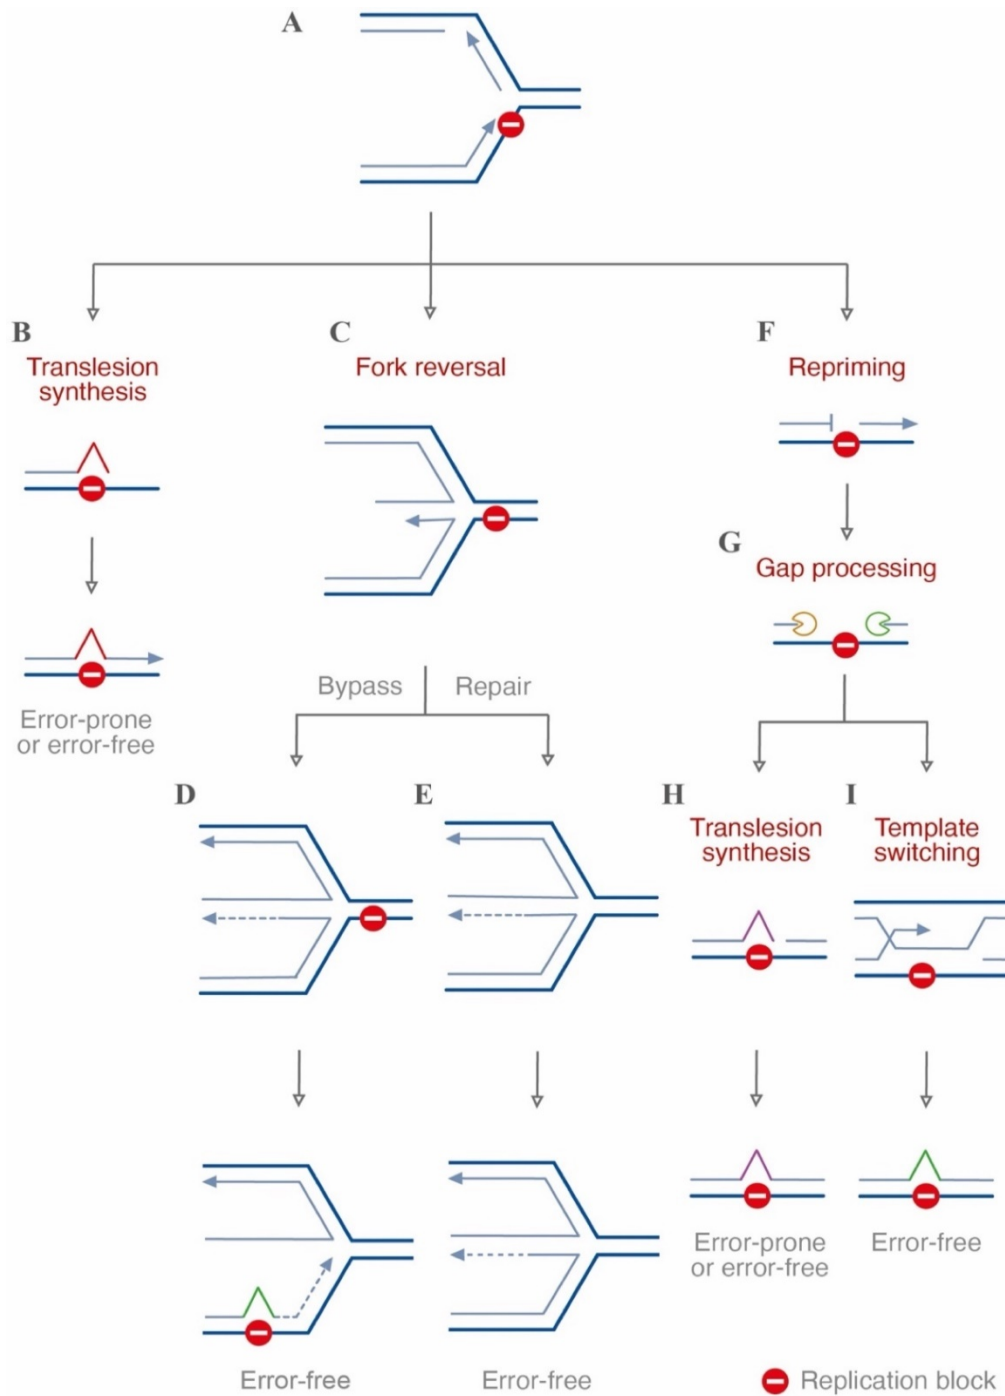 A
B
Translesion
synthesis
Error-prone
or error-free
C
Fork reversal
Bypass
Repair
D
Error-free
E
Error-free
F
Repriming
G
Gap processing
H
Translesion
synthesis
Error-prone
or error-free
I
Template
switching
Error-free
Replication block